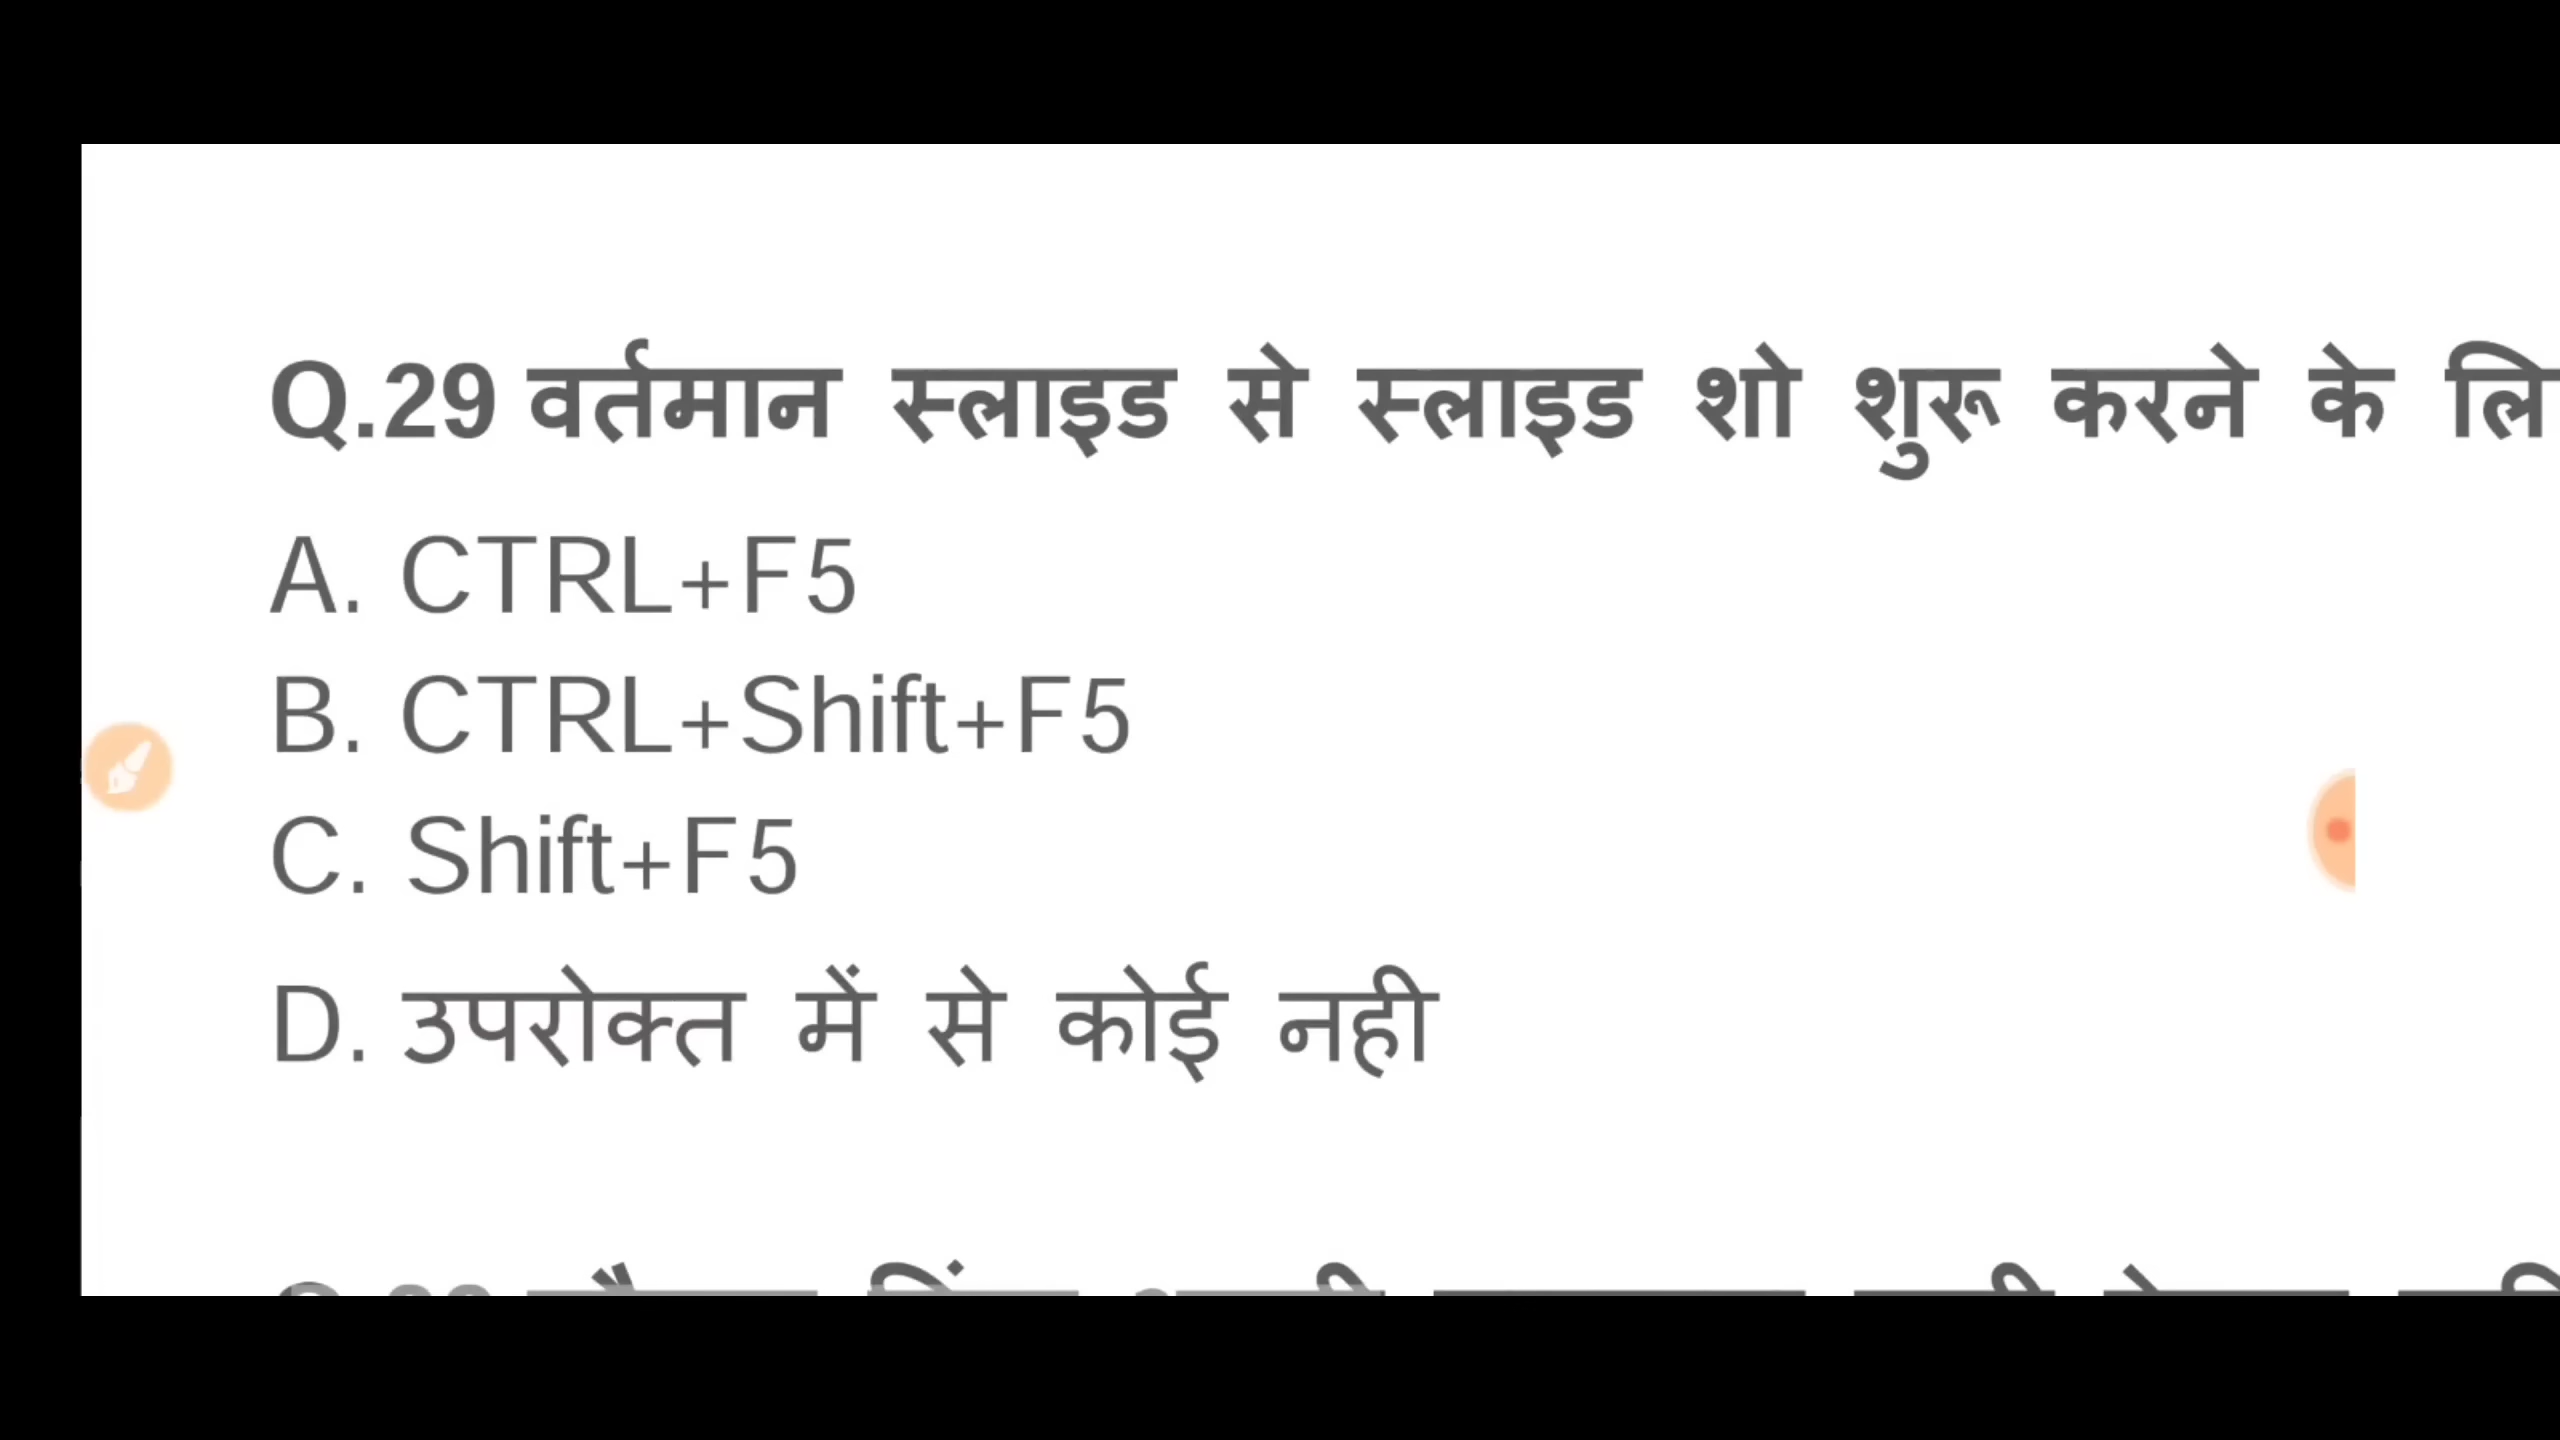 Q.29 वर्तमान स्लाइड से स्लाइड शो शुरू करने के
A. CTRL+F5
B. CTRL+Shift+F5
C. Shift+F5
D. उपरोक्त में से कोई नही